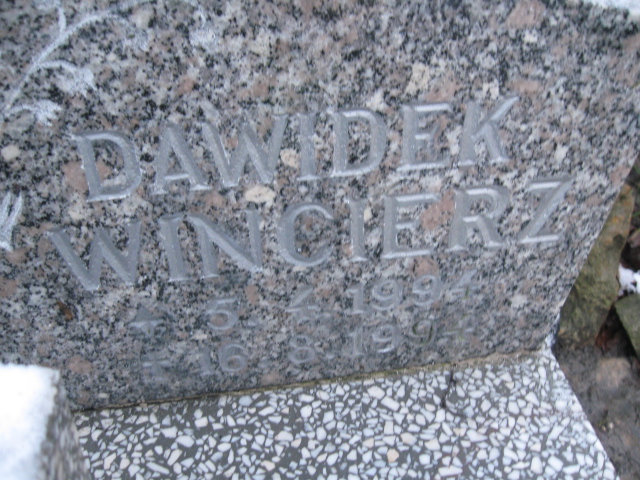 DAWIDEK
WINCIERZ
* 5. 4. 1994
+ 16. 8. 1994